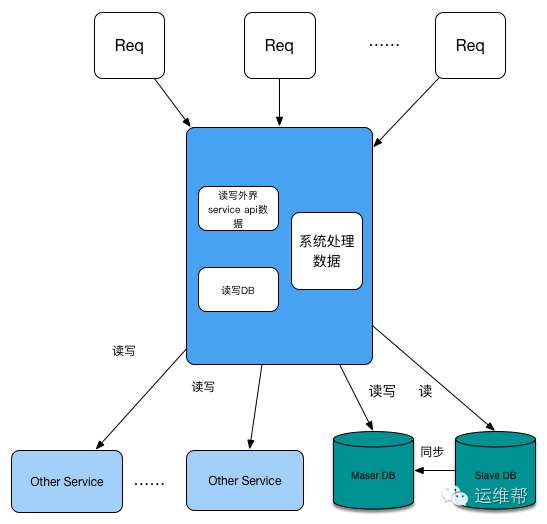 Req
Req
······
Req
读写外界
service api数
据
系统处理
数据
读写DB
读写
读写
读写
读
Other Service
······
Other Service
Maser DB
同步
Slave DB
运维帮